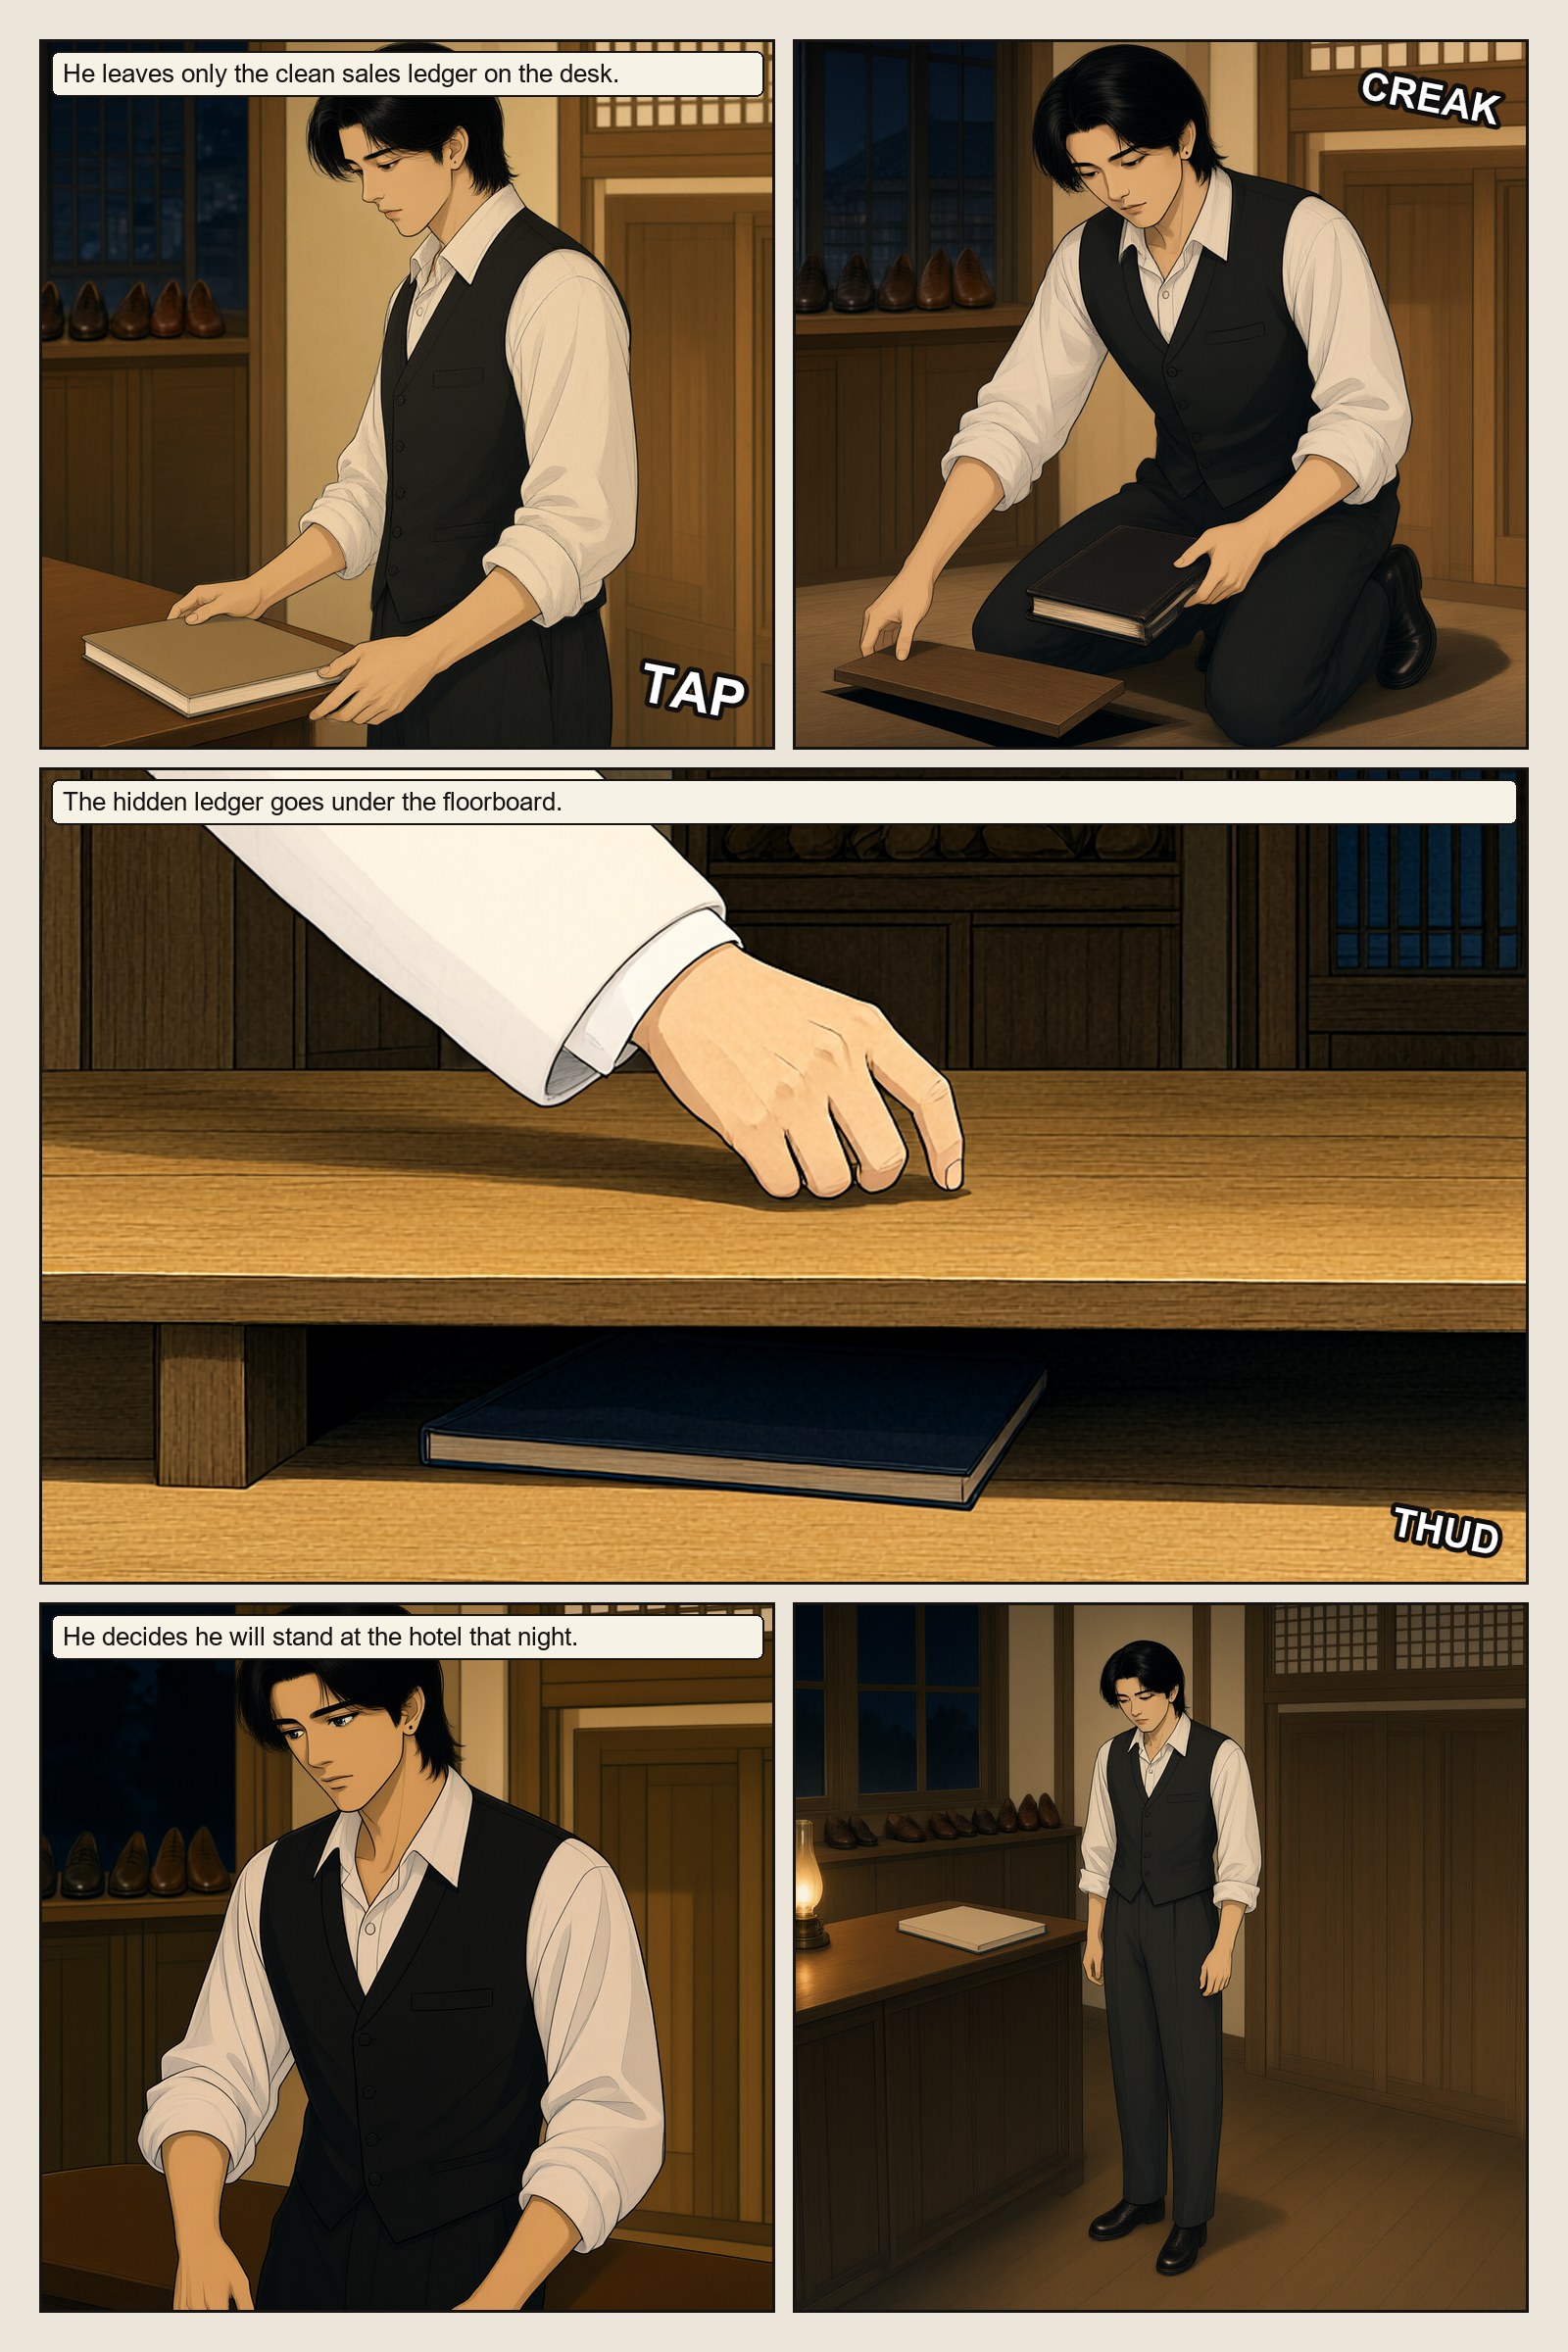 He leaves only the clean sales ledger on the desk.
TAP
CREAK
The hidden ledger goes under the floorboard.
THUD
He decides he will stand at the hotel that night.